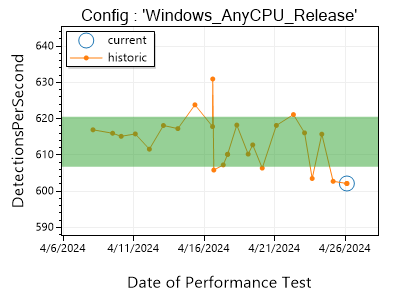 Config : 'Windows_AnyCPU_Release'
current
historic
DetectionsPerSecond
640
630
620
610
600
590
4/6/2024 4/11/2024 4/16/2024 4/21/2024 4/26/2024
Date of Performance Test